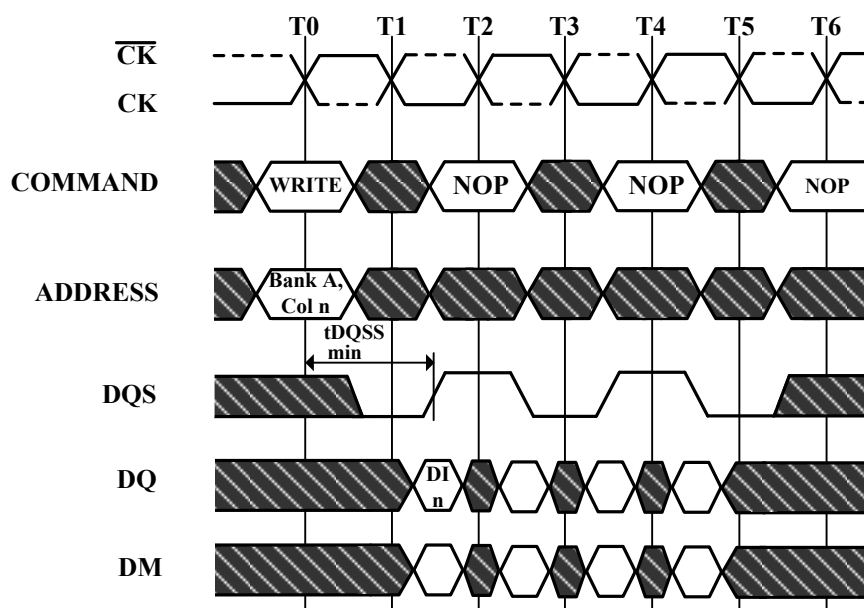 T0 T1 T2 T3 T4 T5 T6
CK
CK
COMMAND
WRITE NOP NOP NOP
ADDRESS
Bank A,
Col n
tDQSS
min
DQS
DQ
DI
n
DM